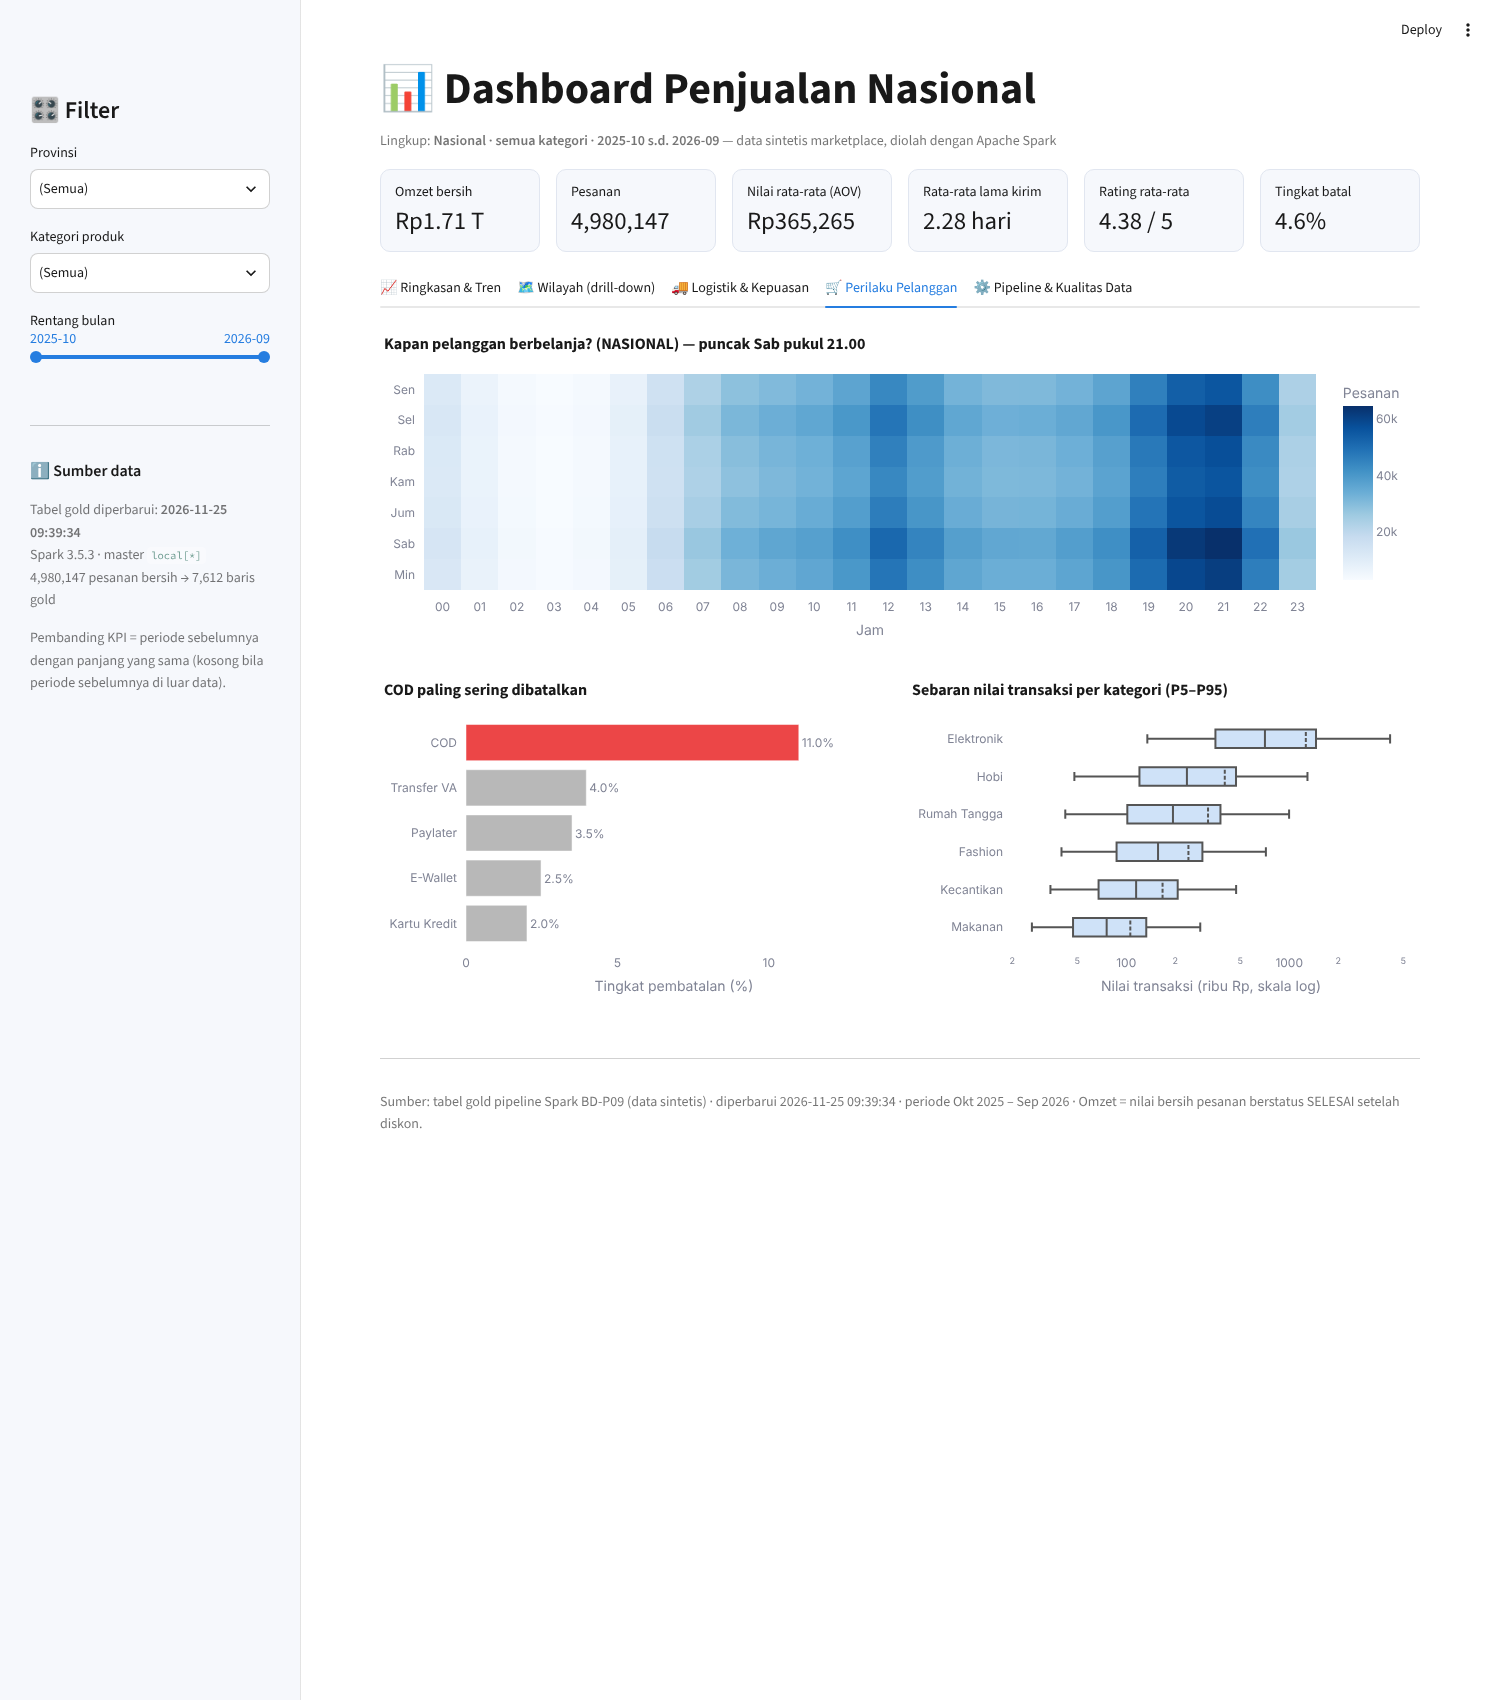 Deploy
Filter
Provinsi
(Semua)
Kategori produk
(Semua)
Rentang bulan
2025-10 2026-09
Sumber data
Tabel gold diperbarui: 2026-11-25
09:39:34
Spark 3.5.3 · master local[*]
4,980,147 pesanan bersih → 7,612 baris
gold
Pembanding KPI = periode sebelumnya
dengan panjang yang sama (kosong bila
periode sebelumnya di luar data).
Dashboard Penjualan Nasional
Lingkup: Nasional · semua kategori · 2025-10 s.d. 2026-09 — data sintetis marketplace, diolah dengan Apache Spark
Omzet bersih
Rp1.71 T
Pesanan
4,980,147
Nilai rata-rata (AOV)
Rp365,265
Rata-rata lama kirim
2.28 hari
Rating rata-rata
4.38 / 5
Tingkat batal
4.6%
Ringkasan & Tren Wilayah (drill-down) Logistik & Kepuasan Perilaku Pelanggan Pipeline & Kualitas Data
Kapan pelanggan berbelanja? (NASIONAL) — puncak Sab pukul 21.00
Sen
Sel
Rab
Kam
Jum
Sab
Min
00 01 02 03 04 05 06 07 08 09 10 11 12 13 14 15 16 17 18 19 20 21 22 23
Jam
Pesanan
60k
40k
20k
COD paling sering dibatalkan
COD 11.0%
Transfer VA 4.0%
Paylater 3.5%
E-Wallet 2.5%
Kartu Kredit 2.0%
0 5 10
Tingkat pembatalan (%)
Sebaran nilai transaksi per kategori (P5–P95)
Elektronik
Hobi
Rumah Tangga
Fashion
Kecantikan
Makanan
2 5 100 2 5 1000 2 5
Nilai transaksi (ribu Rp, skala log)
Sumber: tabel gold pipeline Spark BD-P09 (data sintetis) · diperbarui 2026-11-25 09:39:34 · periode Okt 2025 – Sep 2026 · Omzet = nilai bersih pesanan berstatus SELESAI setelah
diskon.